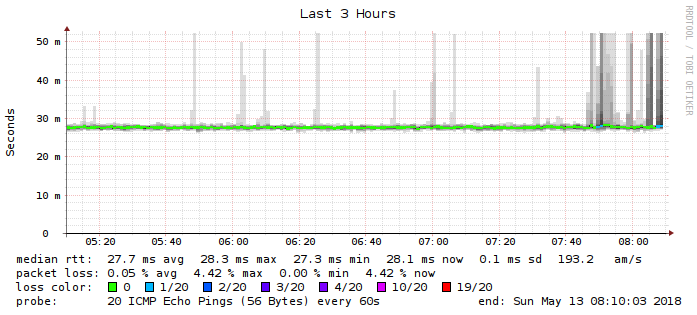 Last 3 Hours
RRDTOOL / TOBI OETIKER
Seconds
50 m
40 m
30 m
20 m
10 m
0
05:20 05:40 06:00 06:20 06:40 07:00 07:20 07:40 08:00
median rtt: 27.7 ms avg 28.3 ms max 27.3 ms min 28.1 ms now 0.1 ms sd 193.2 am/s
packet loss: 0.05 % avg 4.42 % max 0.00 % min 4.42 % now
loss color: 0 1/20 2/20 3/20 4/20 10/20 19/20
probe: 20 ICMP Echo Pings (56 Bytes) every 60s end: Sun May 13 08:10:03 2018